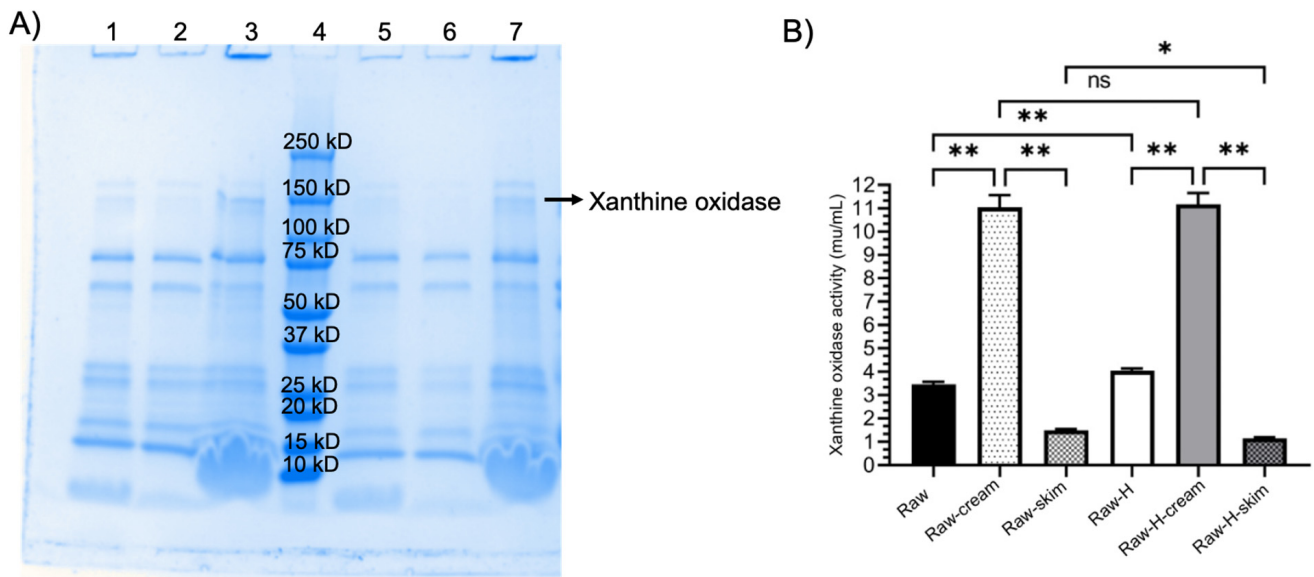 A)
1 2 3 4 5 6 7
250 kD
150 kD
100 kD
75 kD
50 kD
37 kD
25 kD
20 kD
15 kD
10 kD
Xanthine oxidase
B)
*
ns
**
** ** ** **
Xanthine oxidase activity (mu/mL)
12
11
10
9
8
7
6
5
4
3
2
1
0
Raw
Raw-cream
Raw-skim
Raw-H
Raw-H-cream
Raw-H-skim